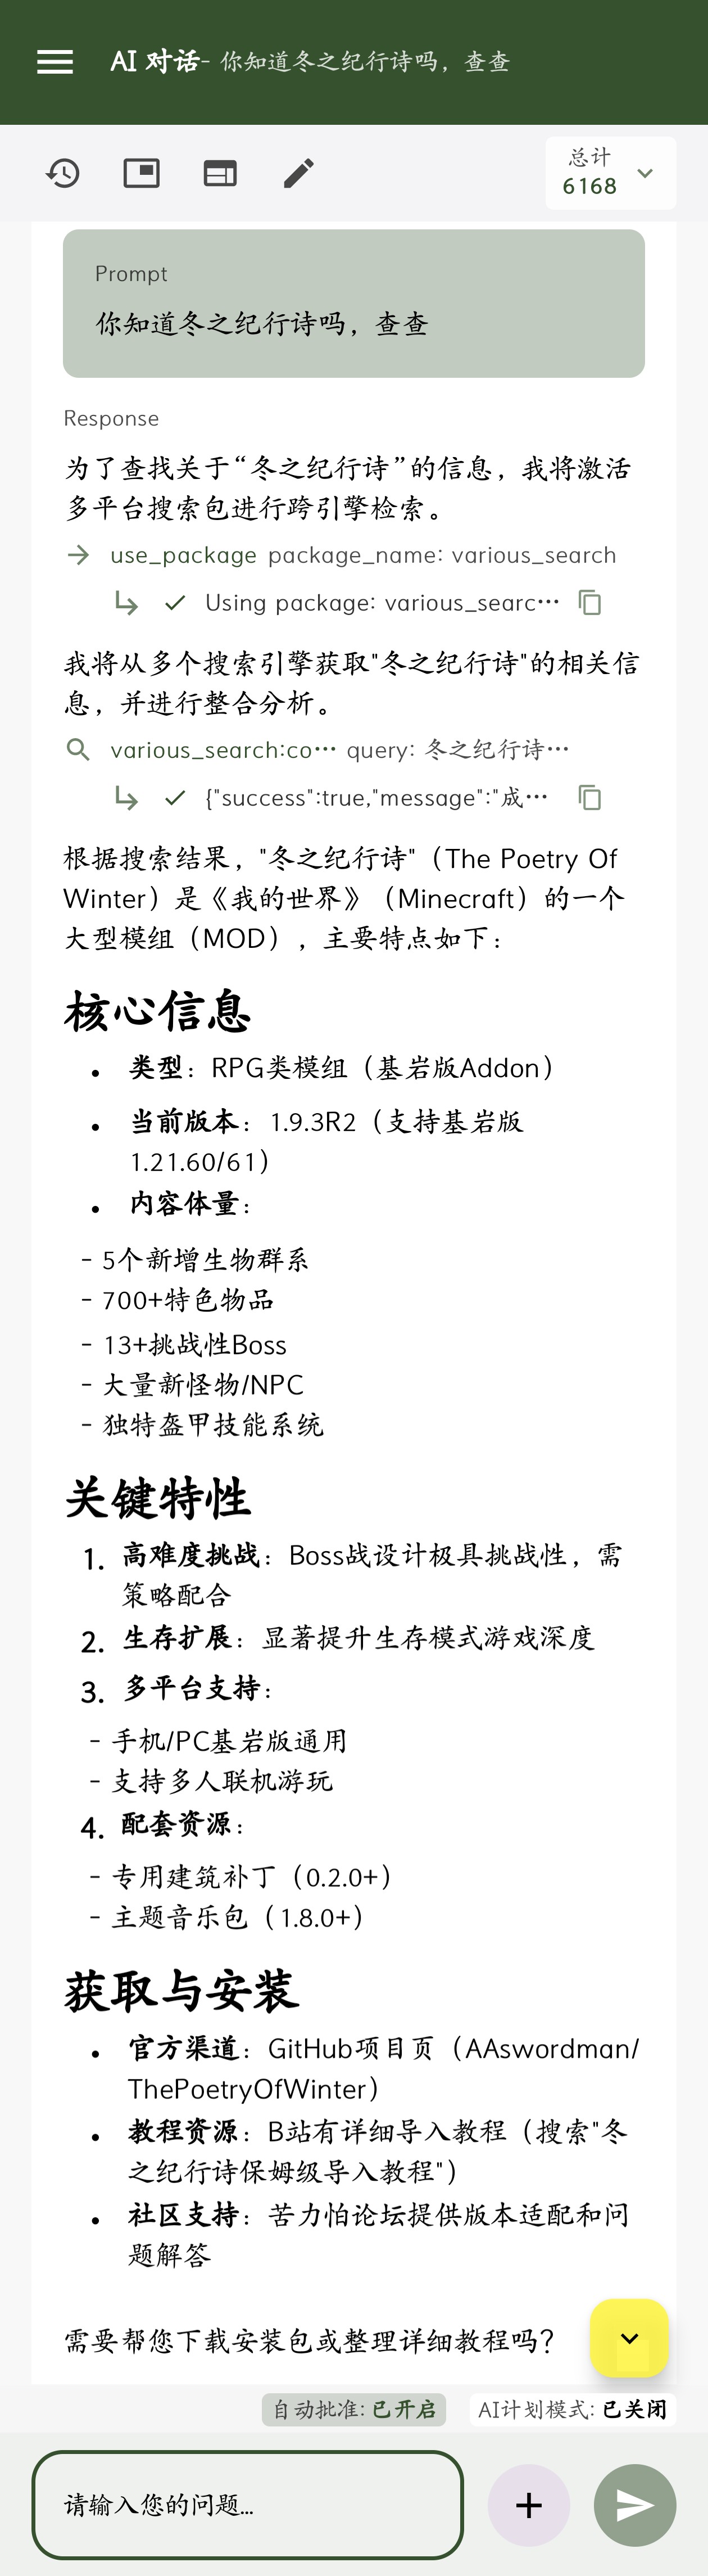 AI 对话- 你知道冬之纪行诗吗，查查
总计
6168
Prompt
你知道冬之纪行诗吗，查查
Response
为了查找关于“冬之纪行诗”的信息，我将激活
多平台搜索包进行跨引擎检索。
use_package package_name: various_search
Using package: various_searc…
我将从多个搜索引擎获取"冬之纪行诗"的相关信
息，并进行整合分析。
various_search:co… query: 冬之纪行诗…
{"success":true,"message":"成…
根据搜索结果，"冬之纪行诗"（The Poetry Of
Winter）是《我的世界》（Minecraft）的一个
大型模组（MOD），主要特点如下：
核心信息
• 类型：RPG类模组（基岩版Addon）
• 当前版本：1.9.3R2（支持基岩版
1.21.60/61）
• 内容体量：
- 5个新增生物群系
- 700+特色物品
- 13+挑战性Boss
- 大量新怪物/NPC
- 独特盔甲技能系统
关键特性
1. 高难度挑战：Boss战设计极具挑战性，需
策略配合
2. 生存扩展：显著提升生存模式游戏深度
3. 多平台支持：
- 手机/PC基岩版通用
- 支持多人联机游玩
4. 配套资源：
- 专用建筑补丁（0.2.0+）
- 主题音乐包（1.8.0+）
获取与安装
• 官方渠道：GitHub项目页（AAswordman/
ThePoetryOfWinter）
• 教程资源：B站有详细导入教程（搜索"冬
之纪行诗保姆级导入教程"）
• 社区支持：苦力怕论坛提供版本适配和问
题解答
需要帮您下载安装包或整理详细教程吗？
自动批准: 已开启 AI计划模式: 已关闭
请输入您的问题...